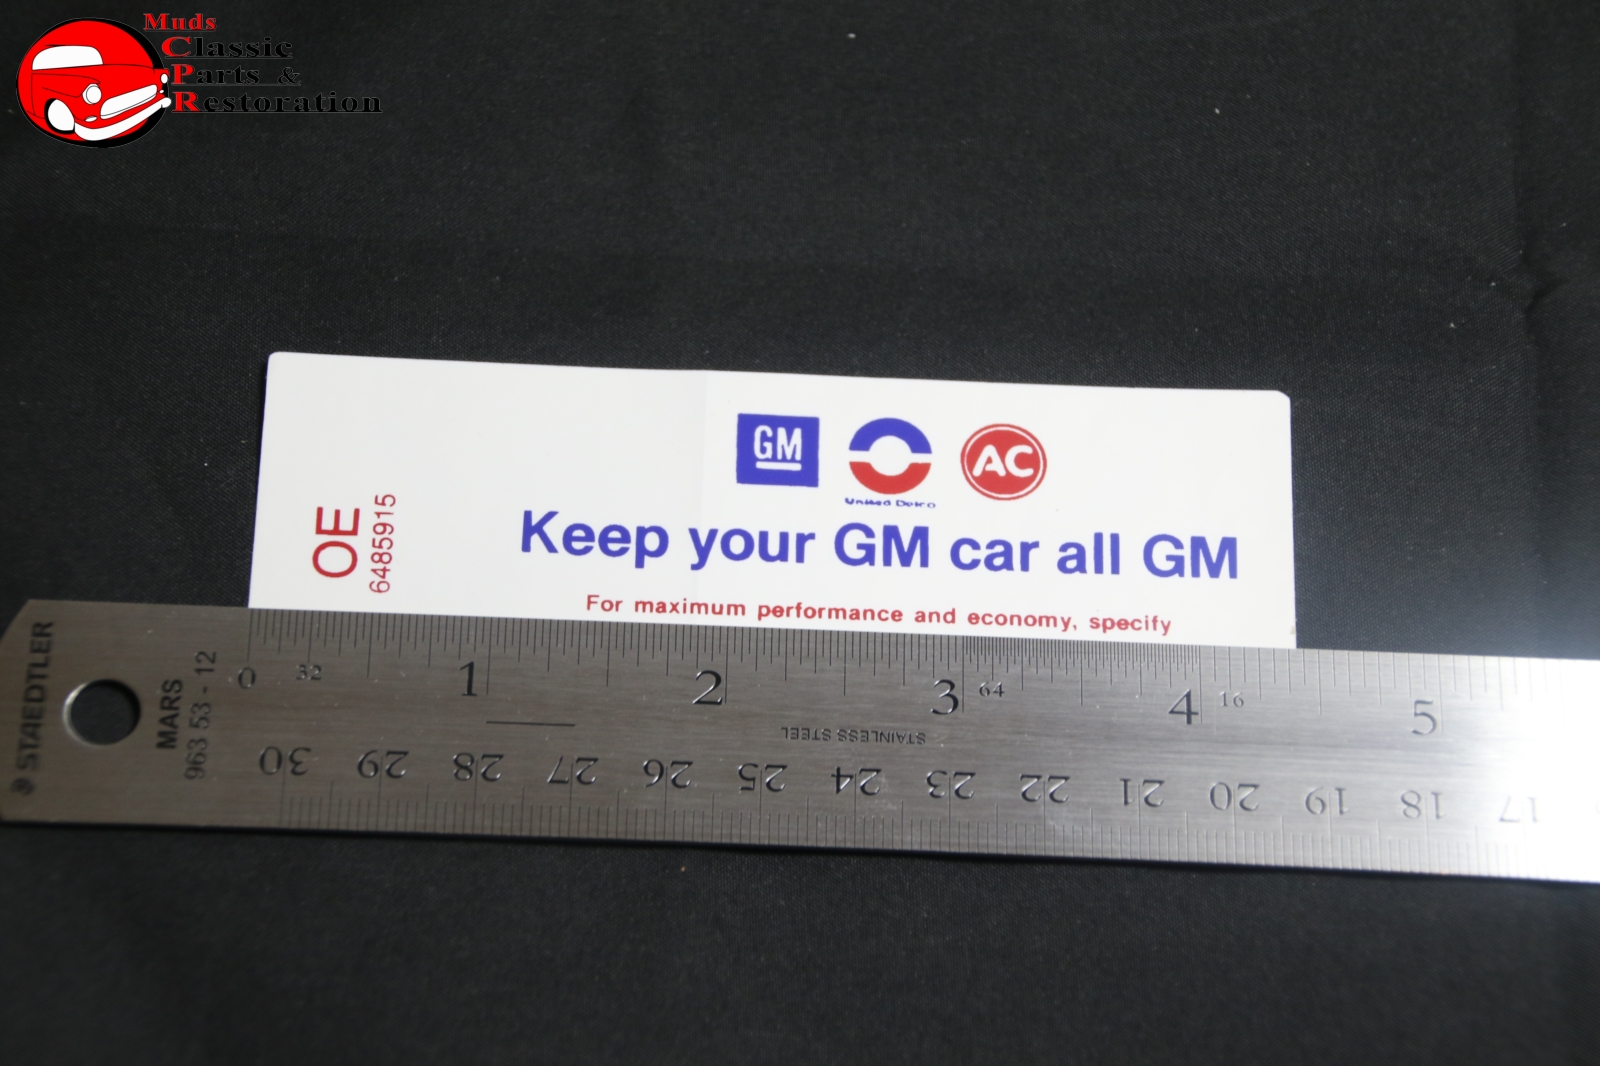 Muds
Classic
Parts &
Restoration
GM
United Delco
AC
OE
6485915
Keep your GM car all GM
For maximum performance and economy, specify
STAEDTLER
MARS
963 53 - 12
0 32 1 2 3 64 4 16 5
STAINLESS STEEL
30 29 28 27 26 25 24 23 22 21 20 19 18 17